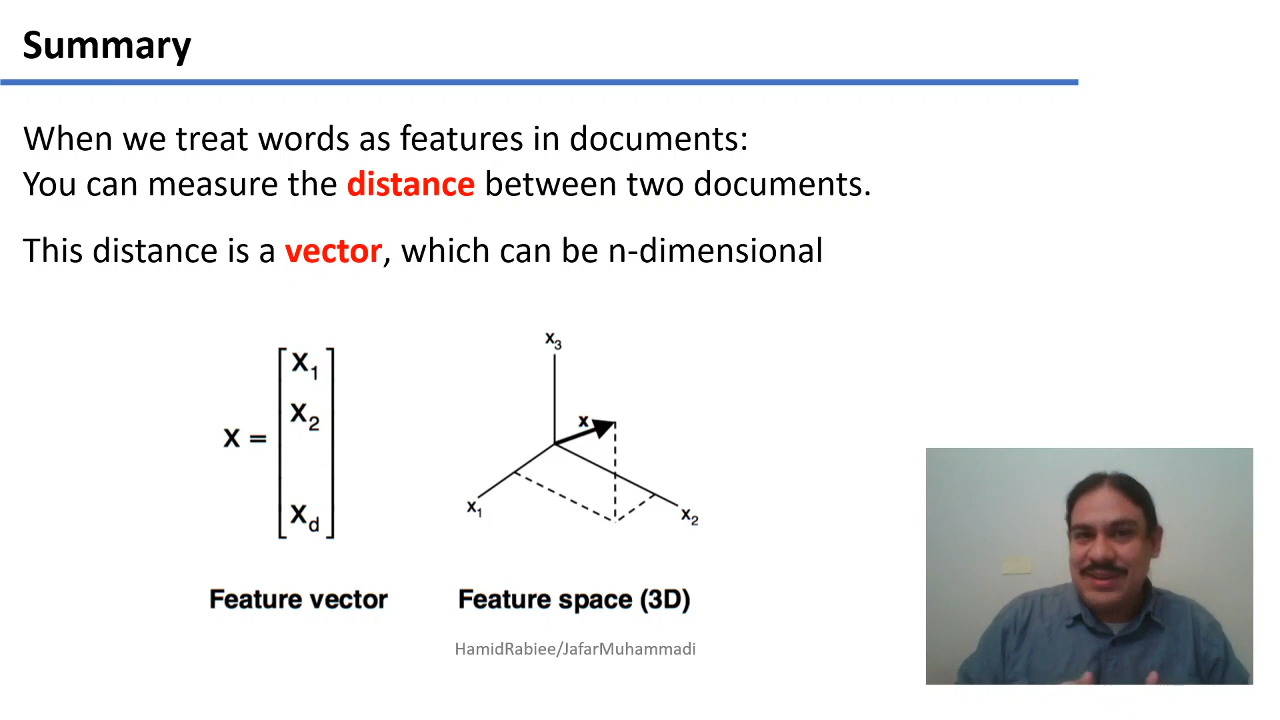 Summary
When we treat words as features in documents:
You can measure the distance between two documents.
This distance is a vector, which can be n-dimensional
x3
X1
X2
X =
Xd
x
x1
x2
Feature vector
Feature space (3D)
HamidRabiee/JafarMuhammadi